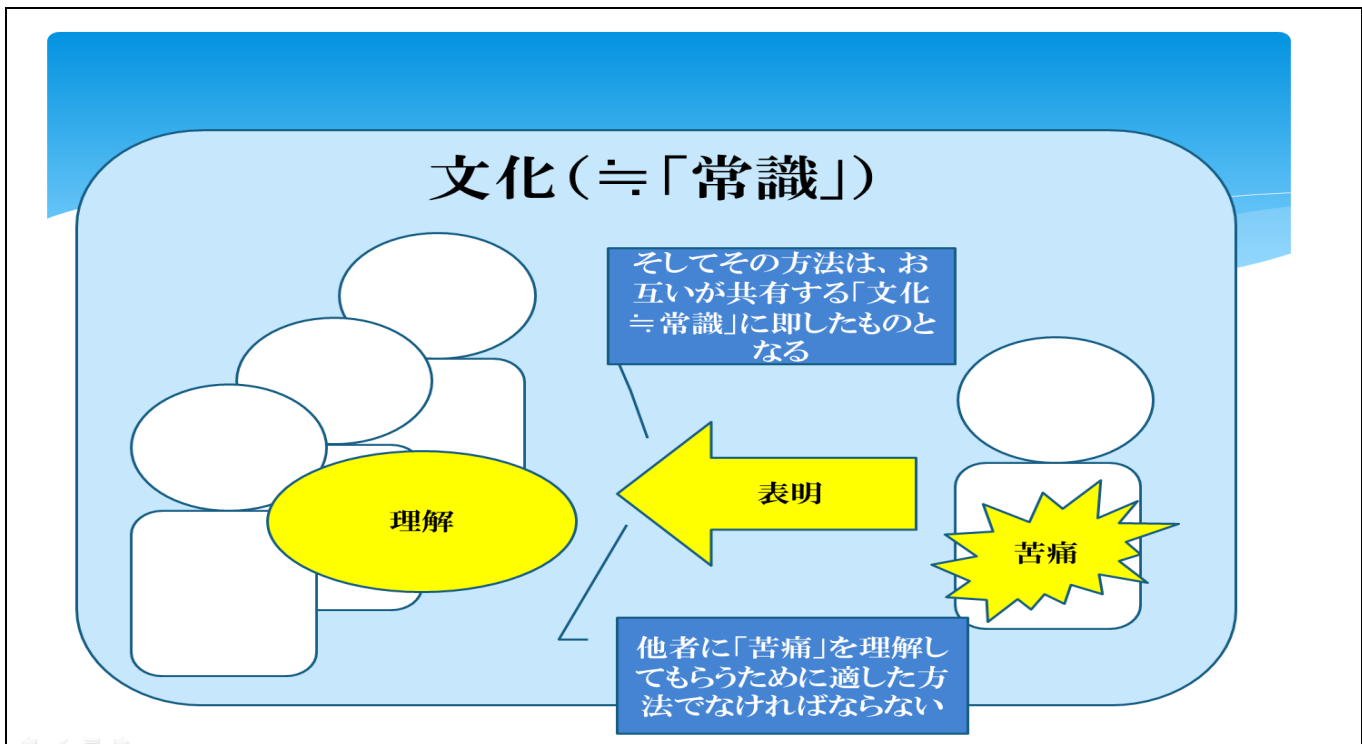 文化(≒「常識」)
そしてその方法は、お
互いが共有する「文化
≒常識」に即したものと
なる
理解
表明
苦痛
他者に「苦痛」を理解し
てもらうために適した方
法でなければならない